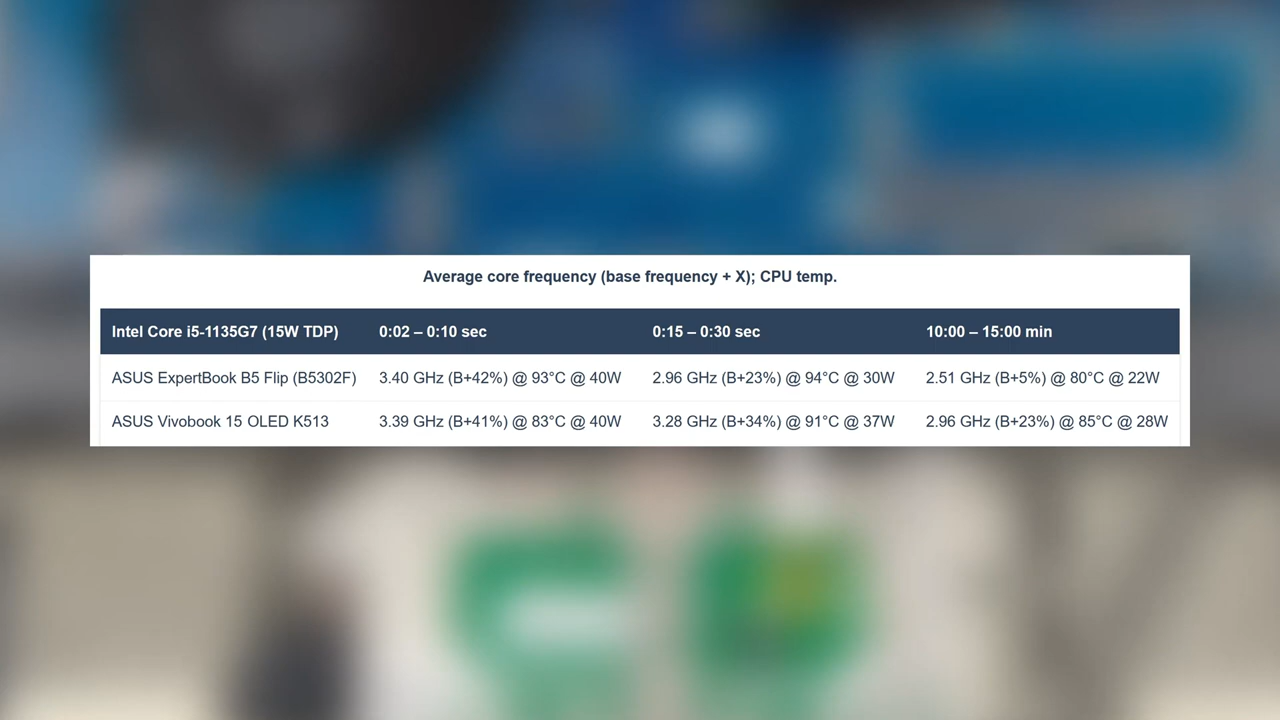 Average core frequency (base frequency + X); CPU temp.
Intel Core i5-1135G7 (15W TDP) 0:02 – 0:10 sec 0:15 – 0:30 sec 10:00 – 15:00 min
ASUS ExpertBook B5 Flip (B5302F) 3.40 GHz (B+42%) @ 93°C @ 40W 2.96 GHz (B+23%) @ 94°C @ 30W 2.51 GHz (B+5%) @ 80°C @ 22W
ASUS Vivobook 15 OLED K513 3.39 GHz (B+41%) @ 83°C @ 40W 3.28 GHz (B+34%) @ 91°C @ 37W 2.96 GHz (B+23%) @ 85°C @ 28W